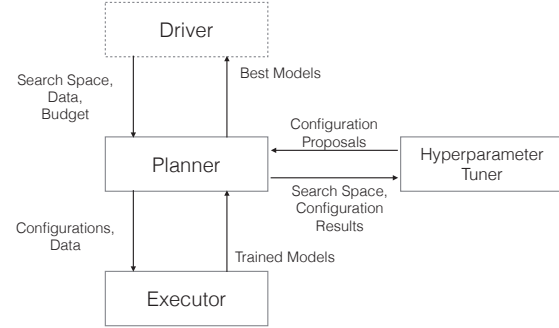 Driver
Search Space,
Data,
Budget
Best Models
Configuration
Proposals
Planner
Hyperparameter
Tuner
Search Space,
Configuration
Results
Configurations,
Data
Trained Models
Executor